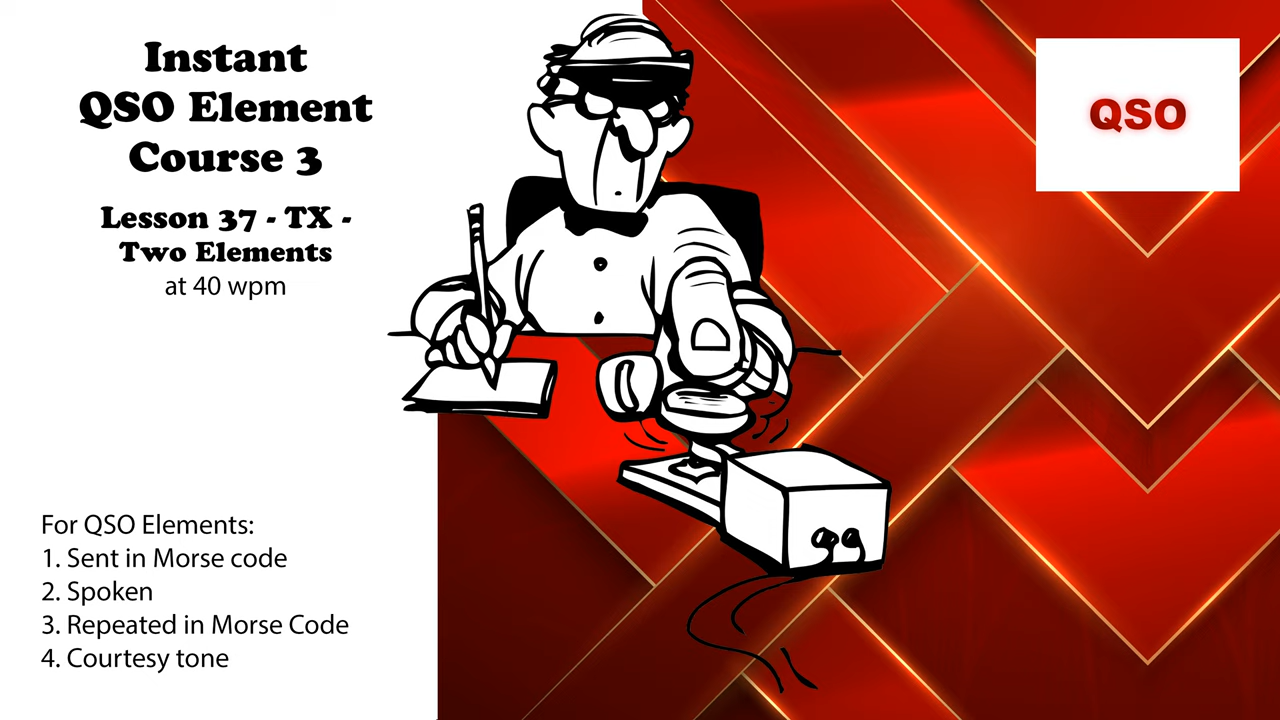 Instant
QSO Element
Course 3
Lesson 37 - TX -
Two Elements
at 40 wpm
QSO
For QSO Elements:
1. Sent in Morse code
2. Spoken
3. Repeated in Morse Code
4. Courtesy tone